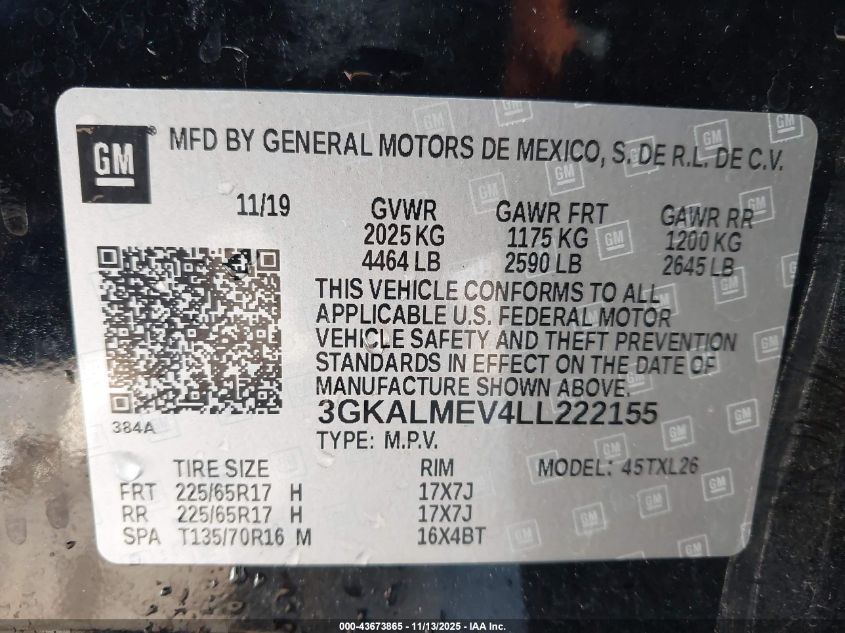 GM
MFD BY GENERAL MOTORS DE MEXICO, S. DE R.L. DE C.V.
11/19 GVWR GAWR FRT GAWR RR
2025 KG 1175 KG 1200 KG
4464 LB 2590 LB 2645 LB
THIS VEHICLE CONFORMS TO ALL
APPLICABLE U.S. FEDERAL MOTOR
VEHICLE SAFETY AND THEFT PREVENTION
STANDARDS IN EFFECT ON THE DATE OF
MANUFACTURE SHOWN ABOVE.
384A 3GKALMEV4LL222155
TYPE: M.P.V.
TIRE SIZE RIM MODEL: 45TXL26
FRT 225/65R17 H 17X7J
RR 225/65R17 H 17X7J
SPA T135/70R16 M 16X4BT
000-43673865 - 11/13/2025 - IAA Inc.